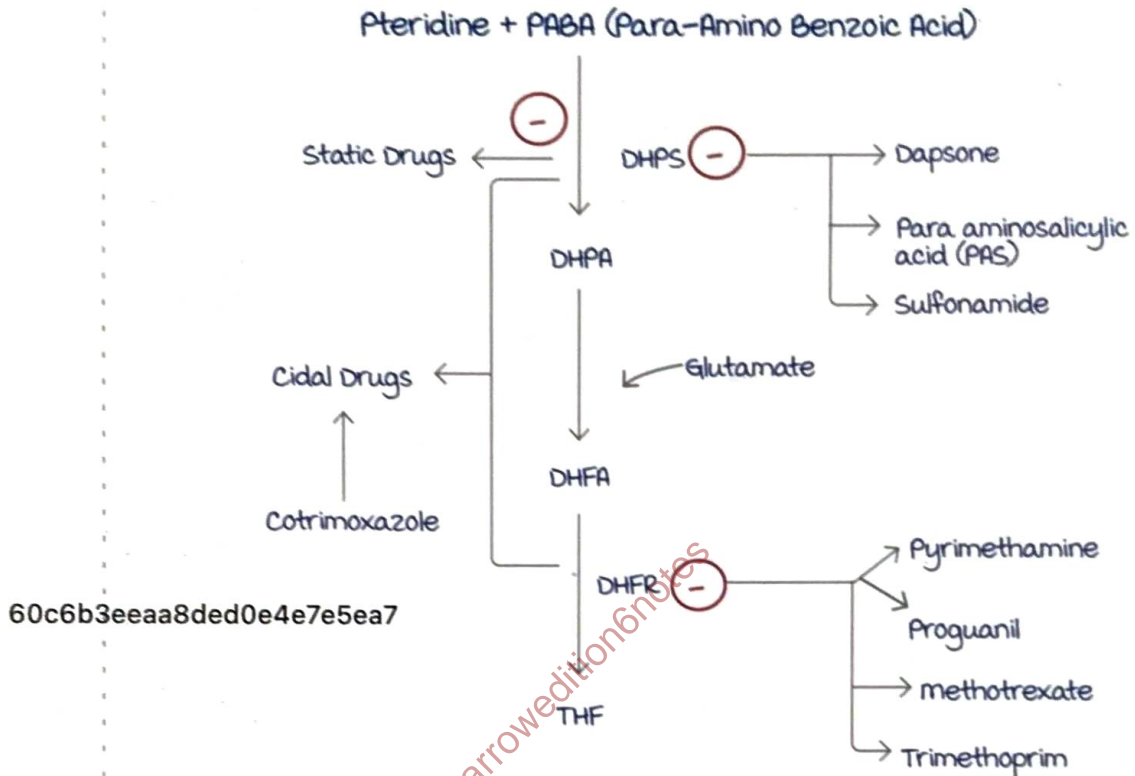 Pteridine + PABA (Para-Amino Benzoic Acid)
-
Static Drugs
DHPS
-
Dapsone
Para aminosalicylic
acid (PAS)
DHPA
Sulfonamide
Cidal Drugs
Glutamate
DHFA
Cotrimoxazole
Pyrimethamine
DHFR
-
60c6b3eeaa8ded0e4e7e5ea7
Proguanil
methotrexate
THF
Trimethoprim
arrowedition6notes